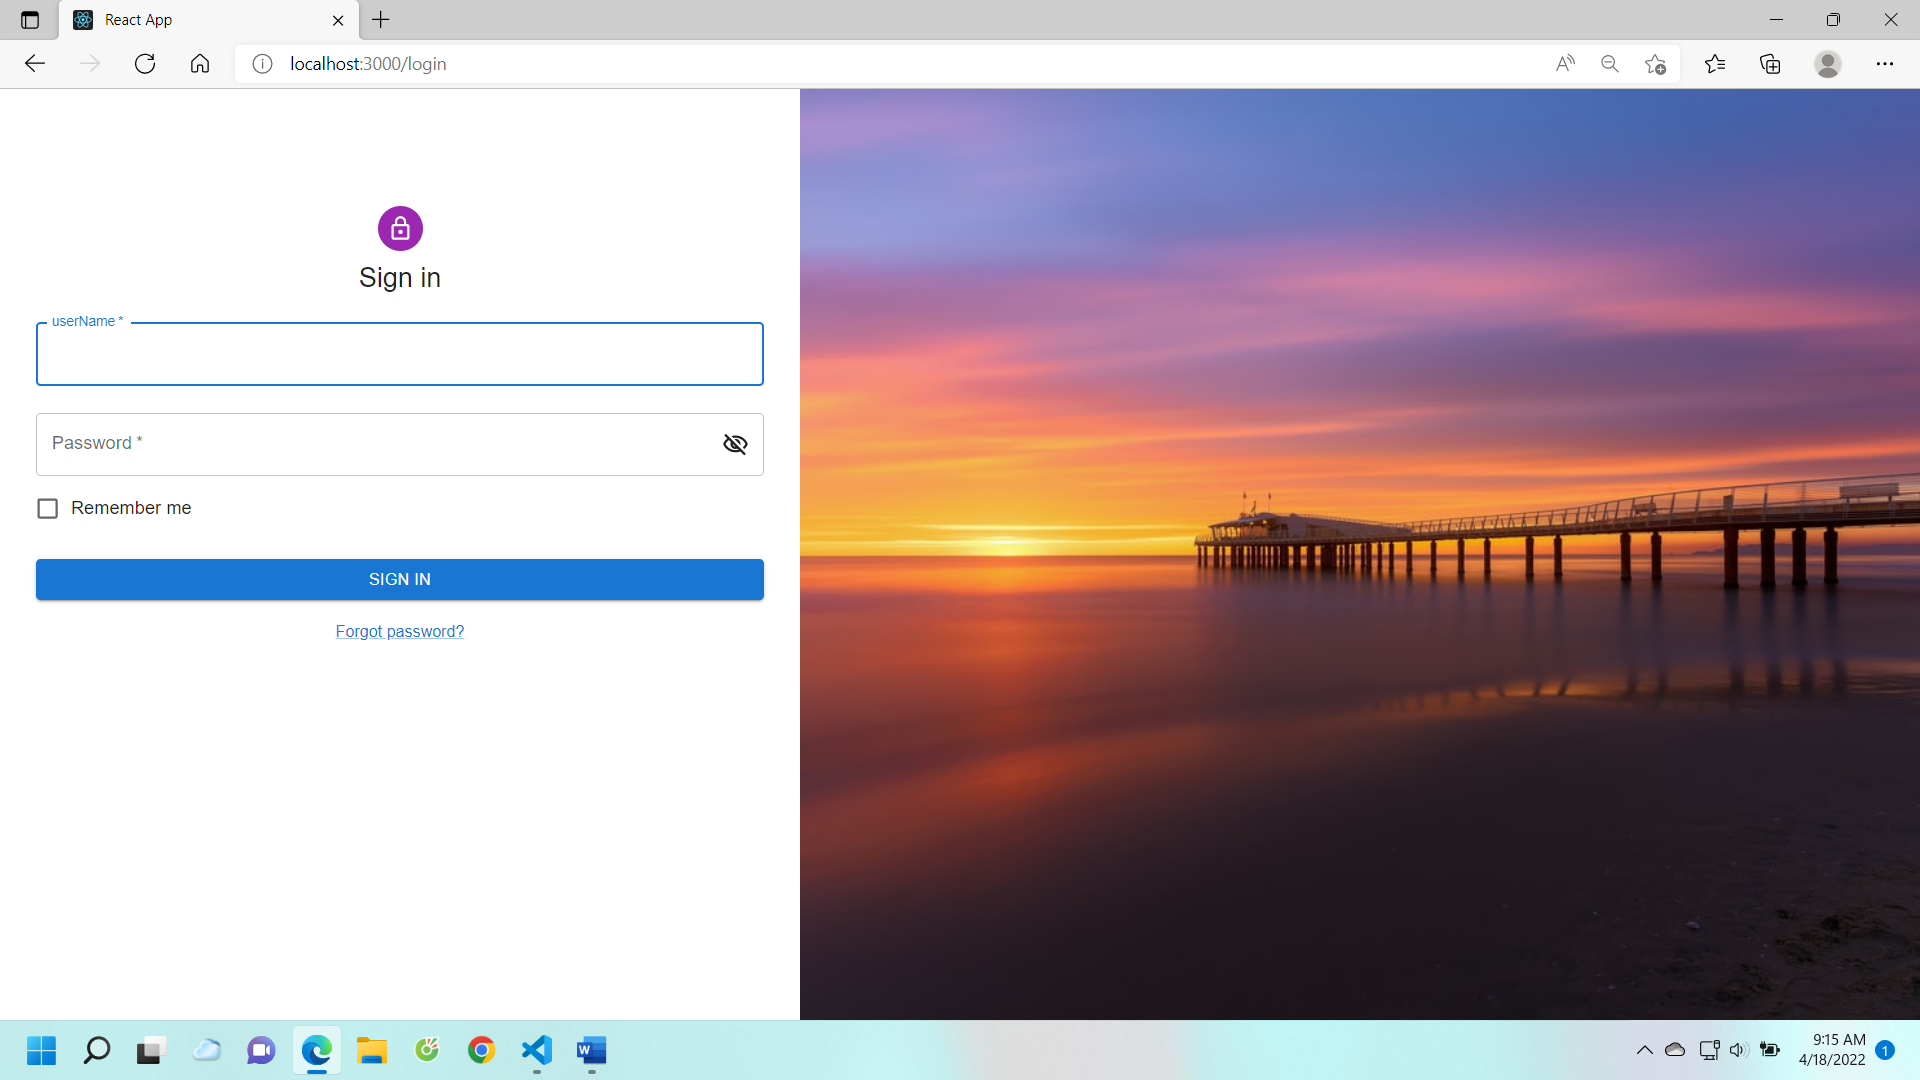 React App
localhost:3000/login
Sign in
userName *
Password *
Remember me
SIGN IN
Forgot password?
9:15 AM
4/18/2022
1